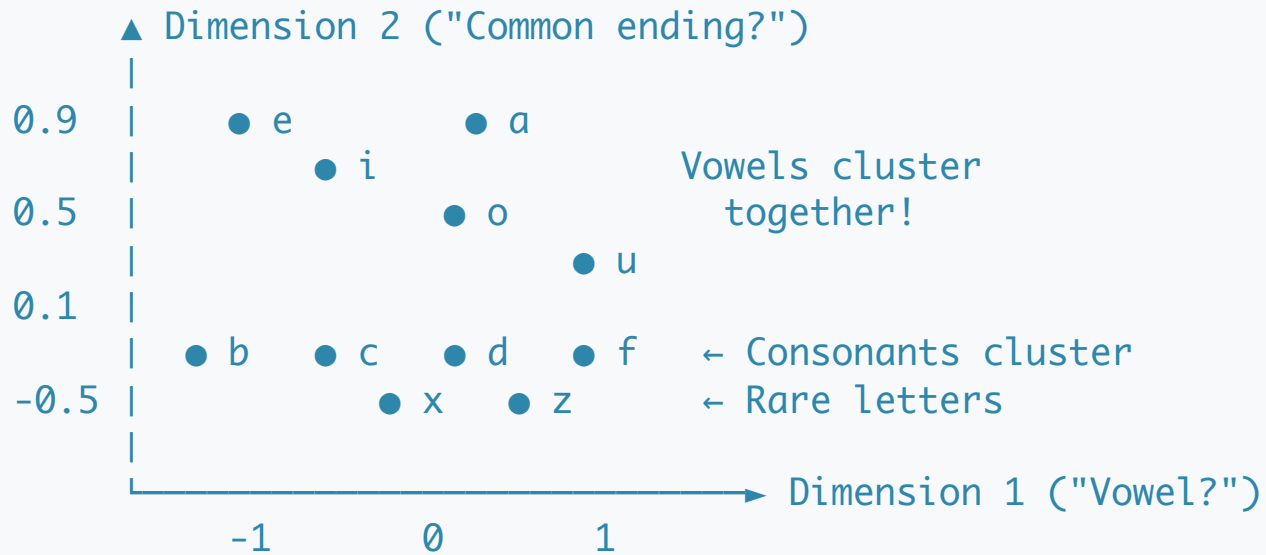 ▲ Dimension 2 ("Common ending?")
0.9 | ● e ● a
| ● i Vowels cluster
0.5 | ● o together!
| ● u
0.1 |
| ● b ● c ● d ● f ← Consonants cluster
-0.5 | ● x ● z ← Rare letters
Dimension 1 ("Vowel?")
-1 0 1